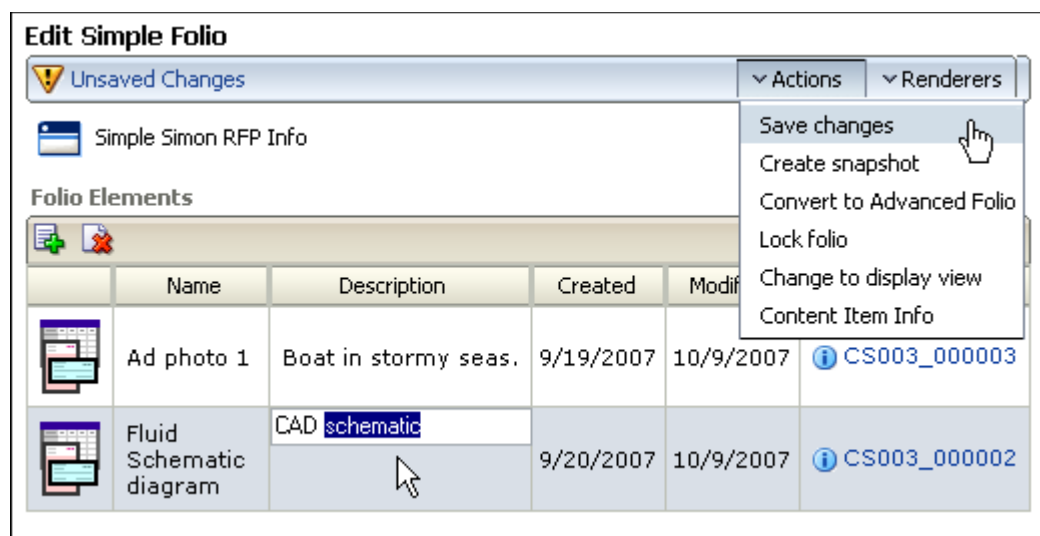 Edit Simple Folio
Unsaved Changes
Actions
Renderers
Simple Simon RFP Info
Save changes
Create snapshot
Convert to Advanced Folio
Lock folio
Change to display view
Content Item Info
Folio Elements
Name Description Created Modif
Ad photo 1 Boat in stormy seas. 9/19/2007 10/9/2007 CS003_000003
Fluid
Schematic
diagram
CAD schematic
9/20/2007 10/9/2007 CS003_000002